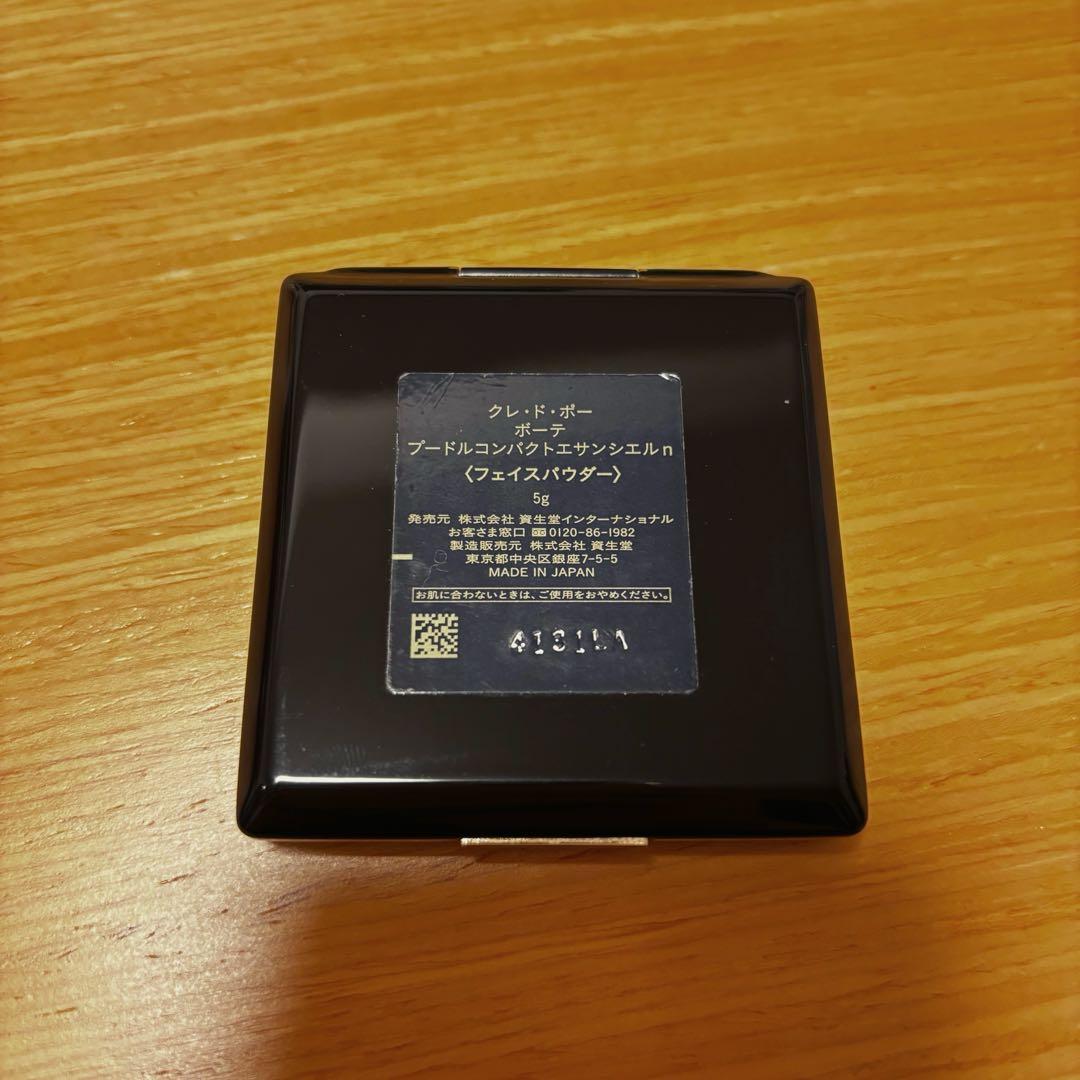 クレ・ド・ポー
ボーテ
プードルコンパクトエサンシエルn
〈フェイスパウダー〉
5g
発売元 株式会社 資生堂インターナショナル
お客さま窓口 0120-86-1982
製造販売元 株式会社 資生堂
東京都中央区銀座7-5-5
MADE IN JAPAN
お肌に合わないときは、ご使用をおやめください。